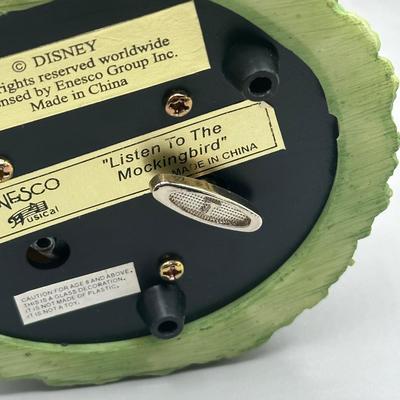 © DISNEY
rights reserved worldwide
ensed by Enesco Group Inc.
Made in China
"Listen To The
Mockingbird"
MADE IN CHINA
NESCO
Musical
CAUTION FOR AGE 8 AND ABOVE.
THIS IS A GLASS DECORATION,
IT IS NOT MADE OF PLASTIC.
IT IS NOT A TOY.